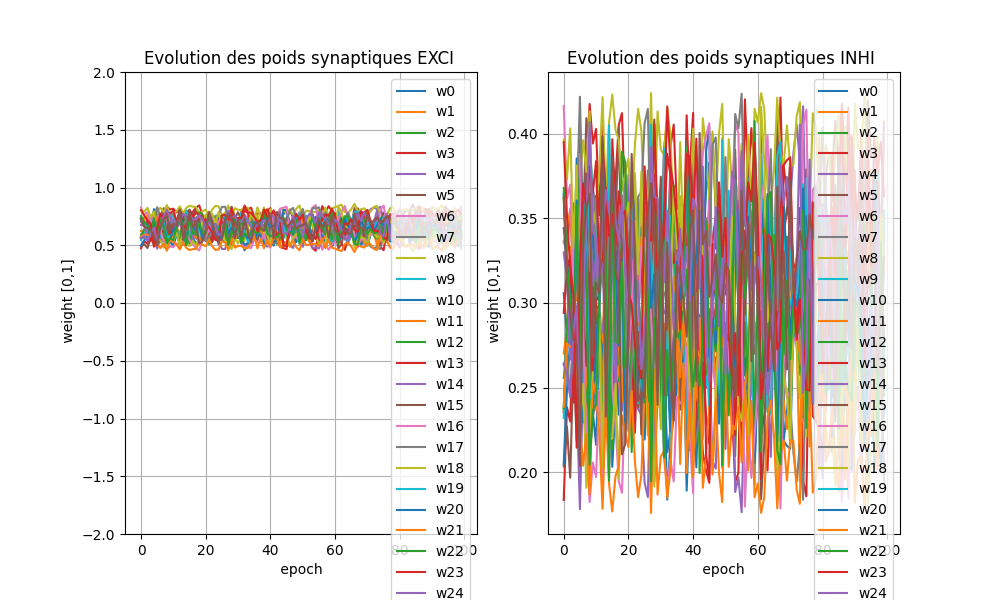 Evolution des poids synaptiques EXCI
2.0
1.5
1.0
0.5
0.0
−0.5
−1.0
−1.5
−2.0
weight [0,1]
0 20 40 60 80 100
epoch
w0
w1
w2
w3
w4
w5
w6
w7
w8
w9
w10
w11
w12
w13
w14
w15
w16
w17
w18
w19
w20
w21
w22
w23
w24
Evolution des poids synaptiques INHI
0.40
0.35
0.30
0.25
0.20
weight [0,1]
0 20 40 60 80 100
epoch
w0
w1
w2
w3
w4
w5
w6
w7
w8
w9
w10
w11
w12
w13
w14
w15
w16
w17
w18
w19
w20
w21
w22
w23
w24